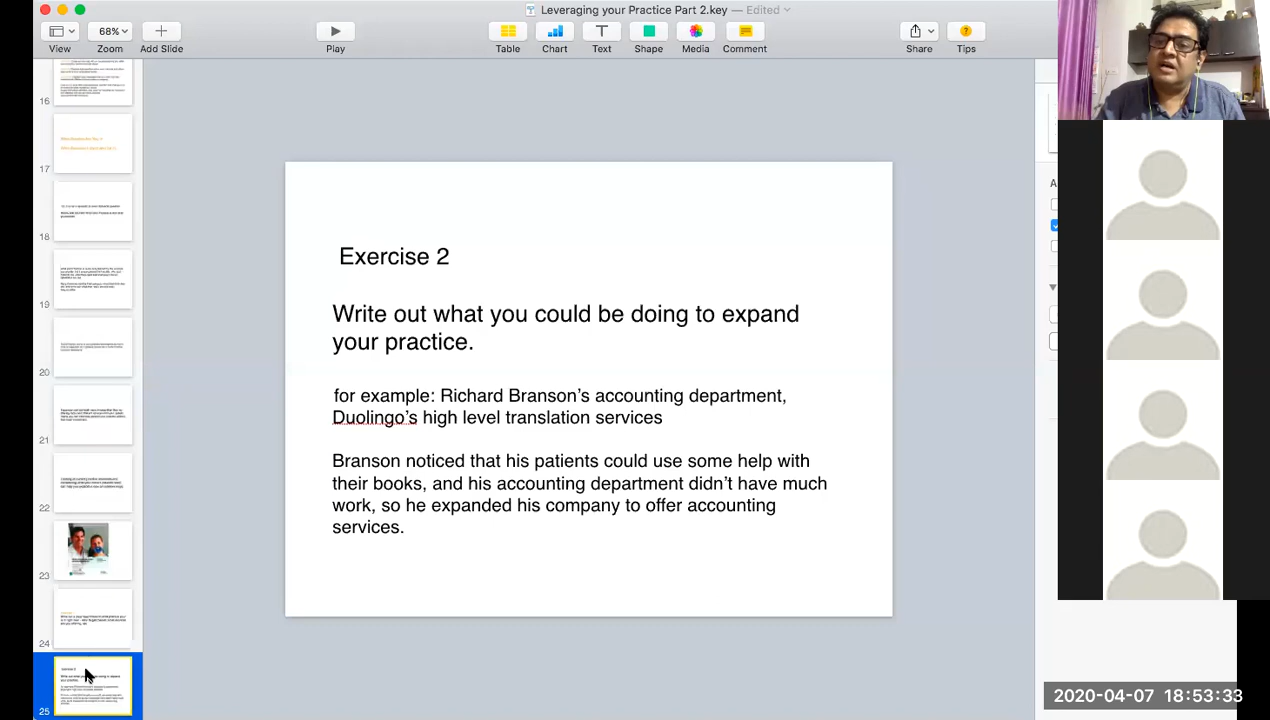 Leveraging your Practice Part 2.key — Edited
68%
View
Zoom
Add Slide
Play
Table
Chart
Text
Shape
Media
Comment
Share
Tips
16
17
18
19
20
21
22
23
24
25
Exercise 2
Write out what you could be doing to expand
your practice.
for example: Richard Branson’s accounting department,
Duolingo’s high level translation services
Branson noticed that his patients could use some help with
their books, and his accounting department didn’t have much
work, so he expanded his company to offer accounting
services.
A
2020-04-07 18:53:33